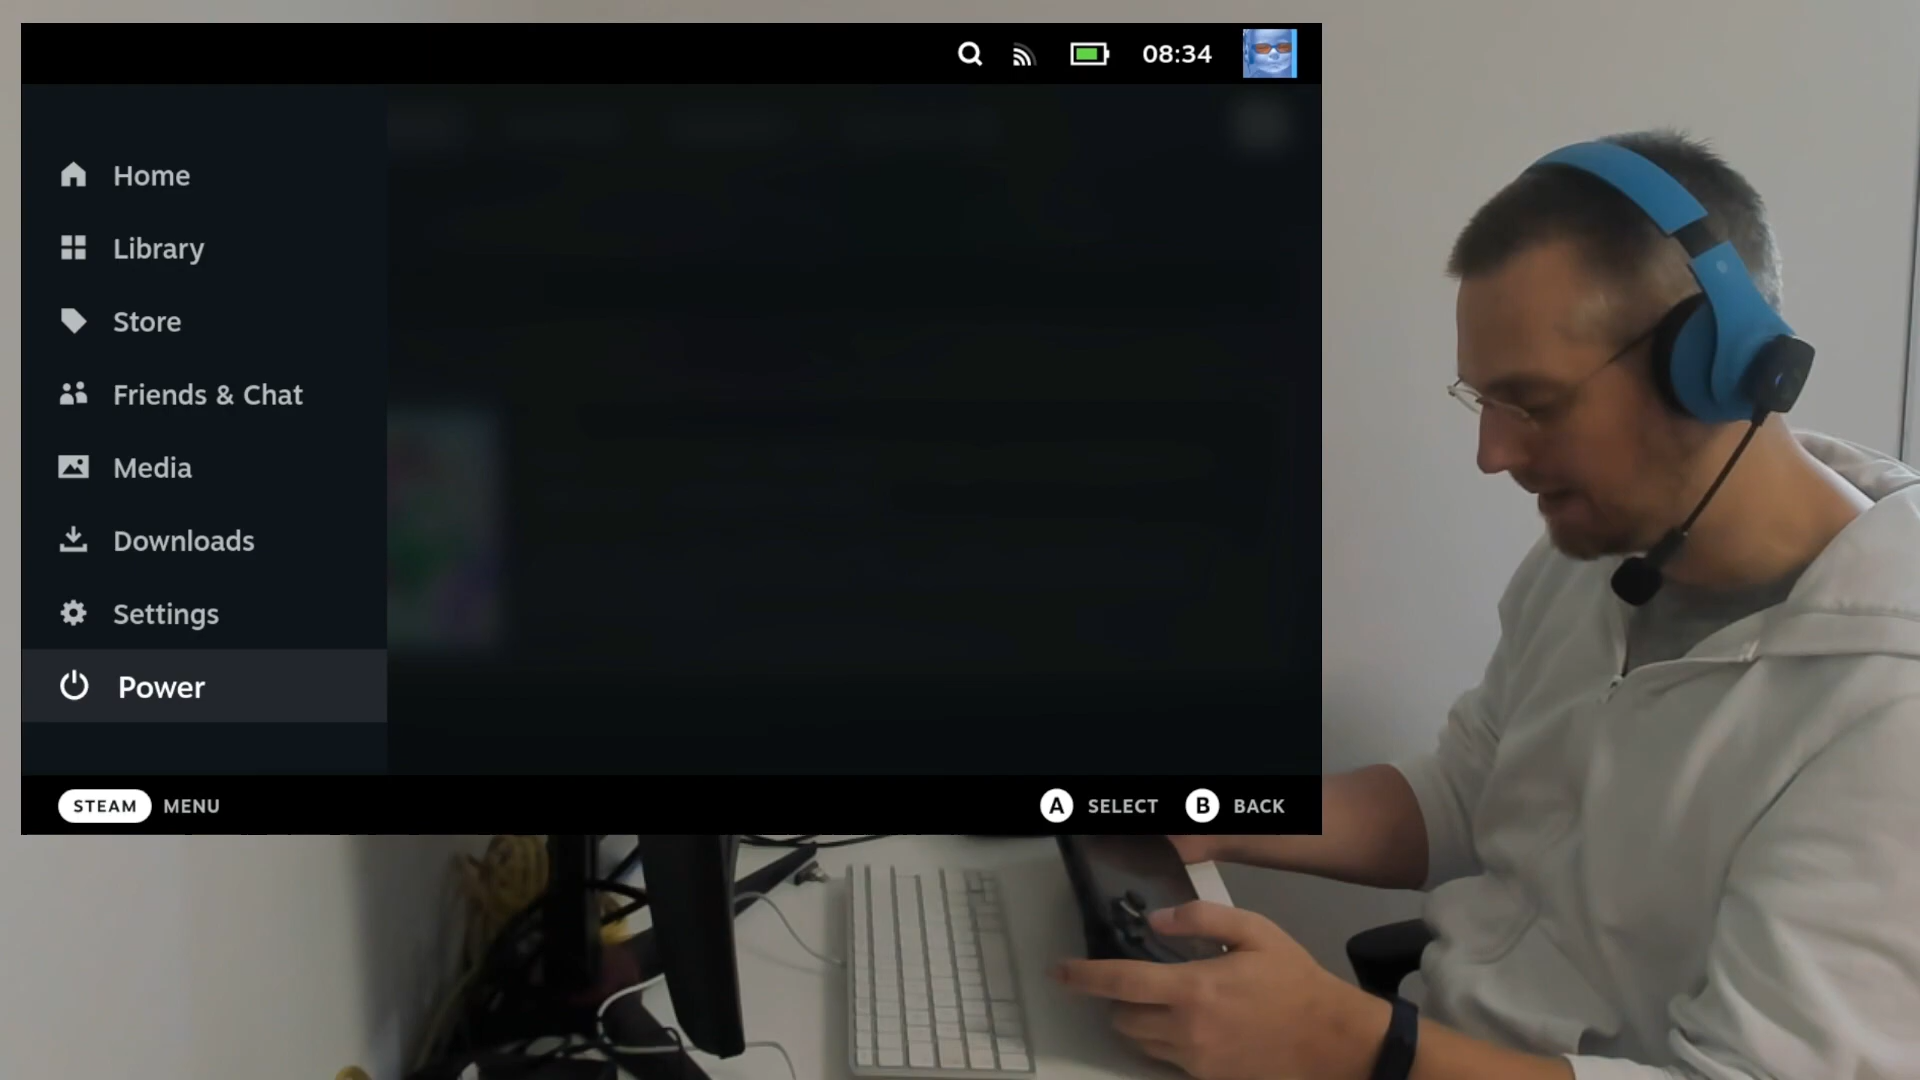 08:34
Home
Library
Store
Friends & Chat
Media
Downloads
Settings
Power
STEAM MENU
A SELECT B BACK